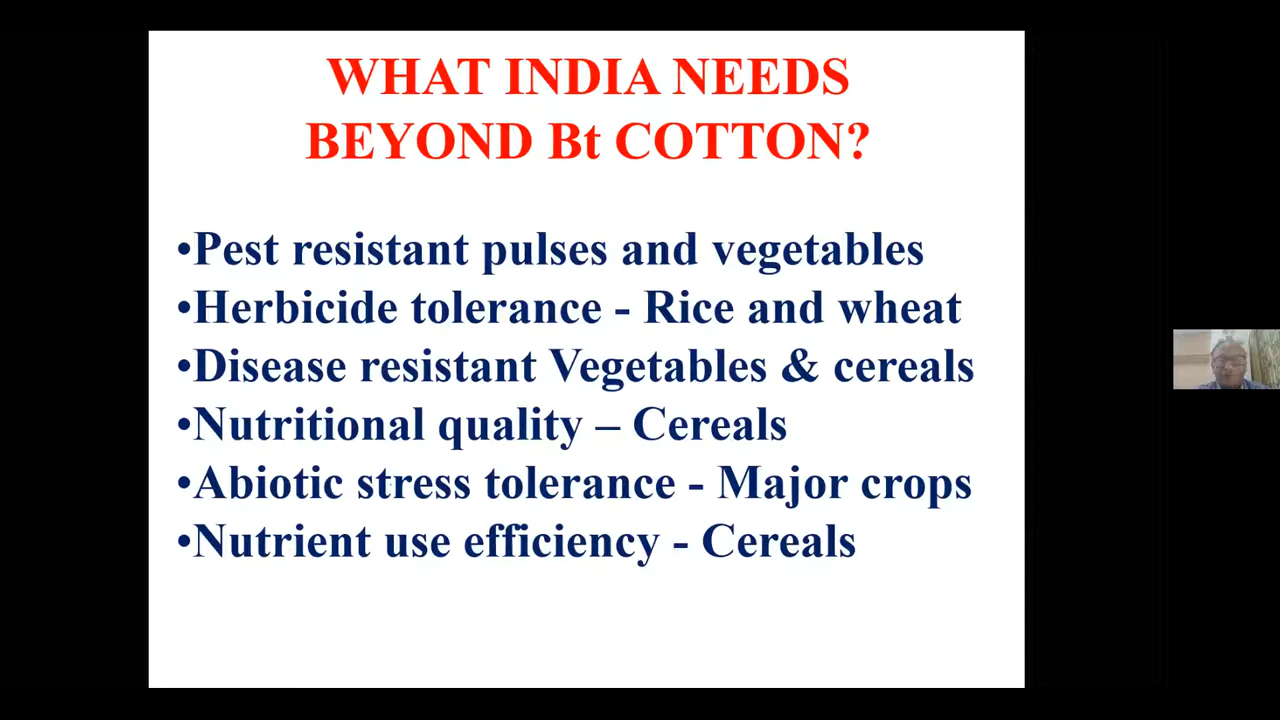 WHAT INDIA NEEDS
BEYOND Bt COTTON?
•Pest resistant pulses and vegetables
•Herbicide tolerance - Rice and wheat
•Disease resistant Vegetables & cereals
•Nutritional quality – Cereals
•Abiotic stress tolerance - Major crops
•Nutrient use efficiency - Cereals